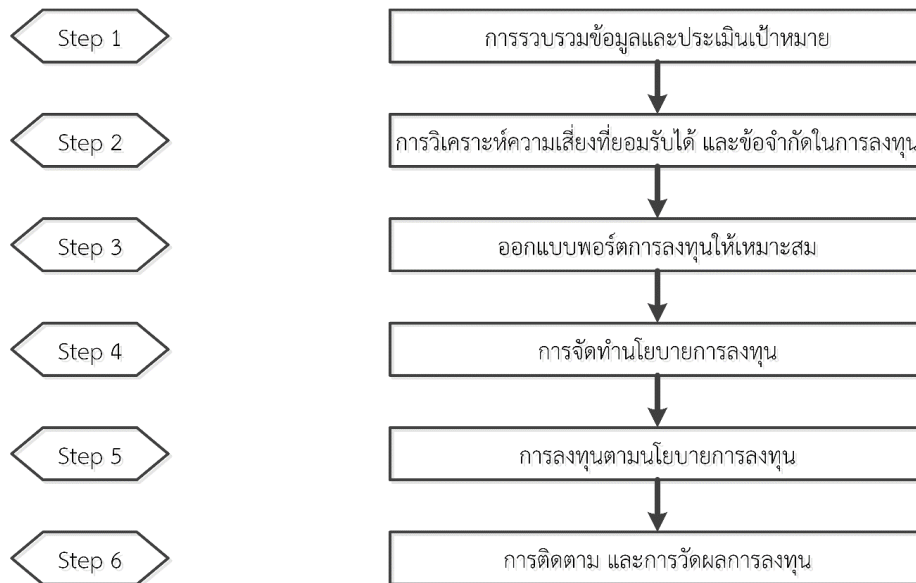 Step 1
การรวบรวมข้อมูลและประเมินเป้าหมาย
Step 2
การวิเคราะห์ความเสี่ยงที่ยอมรับได้ และข้อจำกัดในการลงทุน
Step 3
ออกแบบพอร์ตการลงทุนให้เหมาะสม
Step 4
การจัดทำนโยบายการลงทุน
Step 5
การลงทุนตามนโยบายการลงทุน
Step 6
การติดตาม และการวัดผลการลงทุน